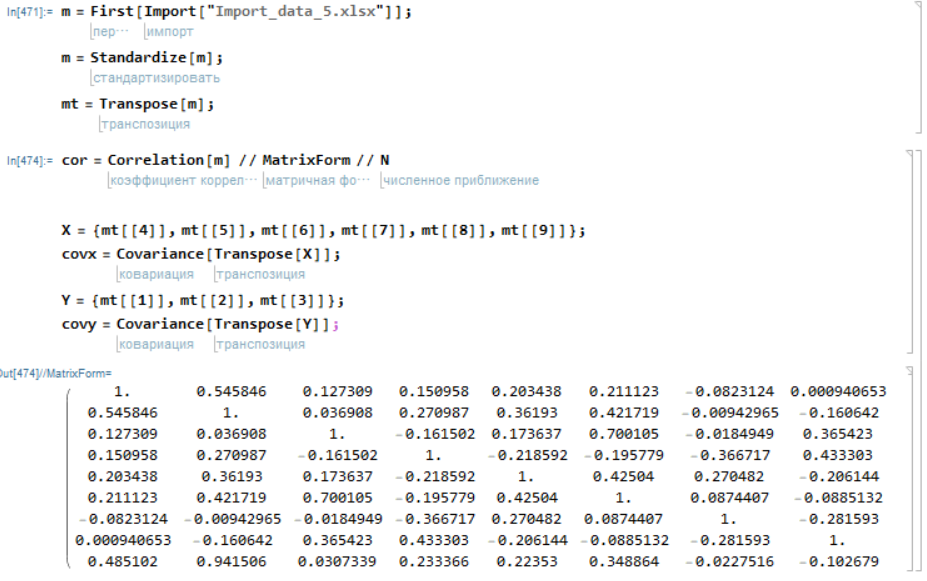 In[471]:= m = First[Import["Import_data_5.xlsx"]];
пер⋯ импорт
m = Standardize[m];
стандартизировать
mt = Transpose[m];
транспозиция
In[474]:= cor = Correlation[m] // MatrixForm // N
коэффициент коррел⋯ матричная фо⋯ численное приближение
X = {mt[[4]], mt[[5]], mt[[6]], mt[[7]], mt[[8]], mt[[9]]};
covx = Covariance[Transpose[X]];
ковариация транспозиция
Y = {mt[[1]], mt[[2]], mt[[3]]};
covy = Covariance[Transpose[Y]];
ковариация транспозиция
Out[474]//MatrixForm=
1. 0.545846 0.127309 0.150958 0.203438 0.211123 -0.0823124 0.000940653
0.545846 1. 0.036908 0.270987 0.36193 0.421719 -0.00942965 -0.160642
0.127309 0.036908 1. -0.161502 0.173637 0.700105 -0.0184949 0.365423
0.150958 0.270987 -0.161502 1. -0.218592 -0.195779 -0.366717 0.433303
0.203438 0.36193 0.173637 -0.218592 1. 0.42504 0.270482 -0.206144
0.211123 0.421719 0.700105 -0.195779 0.42504 1. 0.0874407 -0.0885132
-0.0823124 -0.00942965 -0.0184949 -0.366717 0.270482 0.0874407 1. -0.281593
0.000940653 -0.160642 0.365423 0.433303 -0.206144 -0.0885132 -0.281593 1.
0.485102 0.941506 0.0307339 0.233366 0.22353 0.348864 -0.0227516 -0.102679